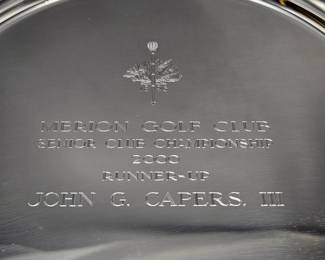 MERION GOLF CLUB
SENIOR CLUB CHAMPIONSHIP
2000
RUNNER-UP
JOHN G. CAPERS, III